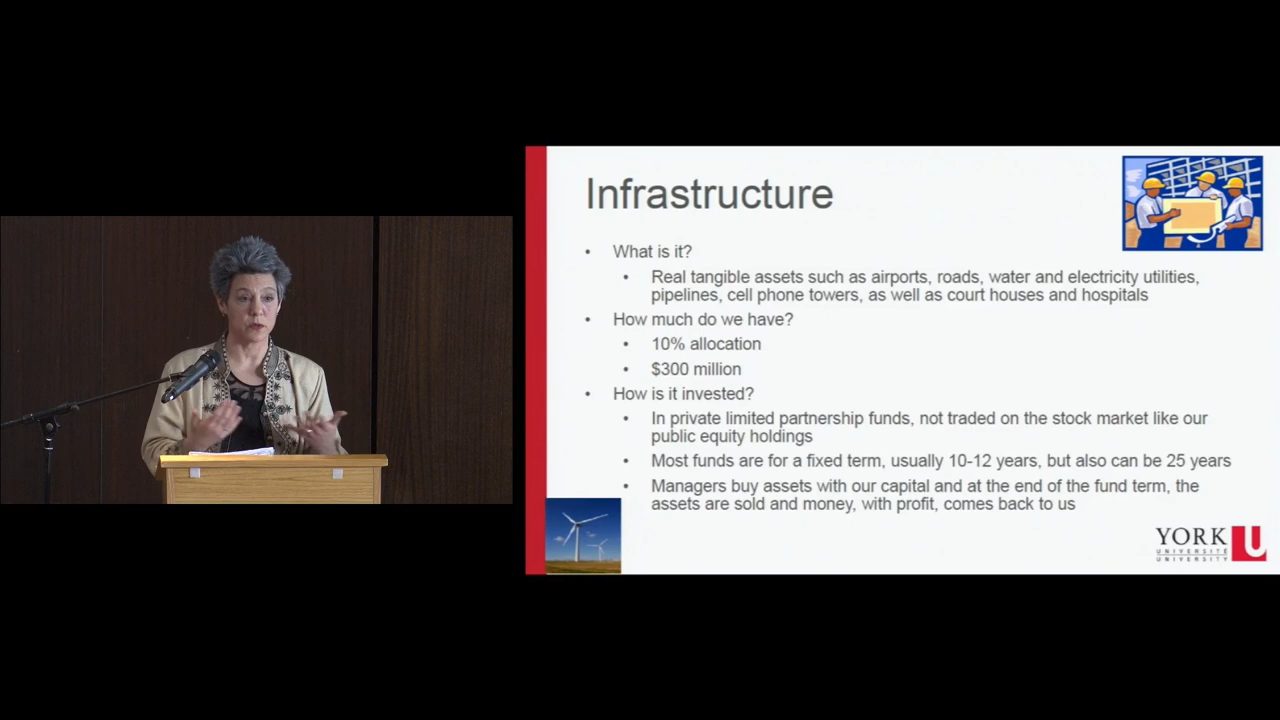 Infrastructure
• What is it?
• Real tangible assets such as airports, roads, water and electricity utilities,
pipelines, cell phone towers, as well as court houses and hospitals
• How much do we have?
• 10% allocation
• $300 million
• How is it invested?
• In private limited partnership funds, not traded on the stock market like our
public equity holdings
• Most funds are for a fixed term, usually 10-12 years, but also can be 25 years
• Managers buy assets with our capital and at the end of the fund term, the
assets are sold and money, with profit, comes back to us
YORK U
UNIVERSITÉ
UNIVERSITY